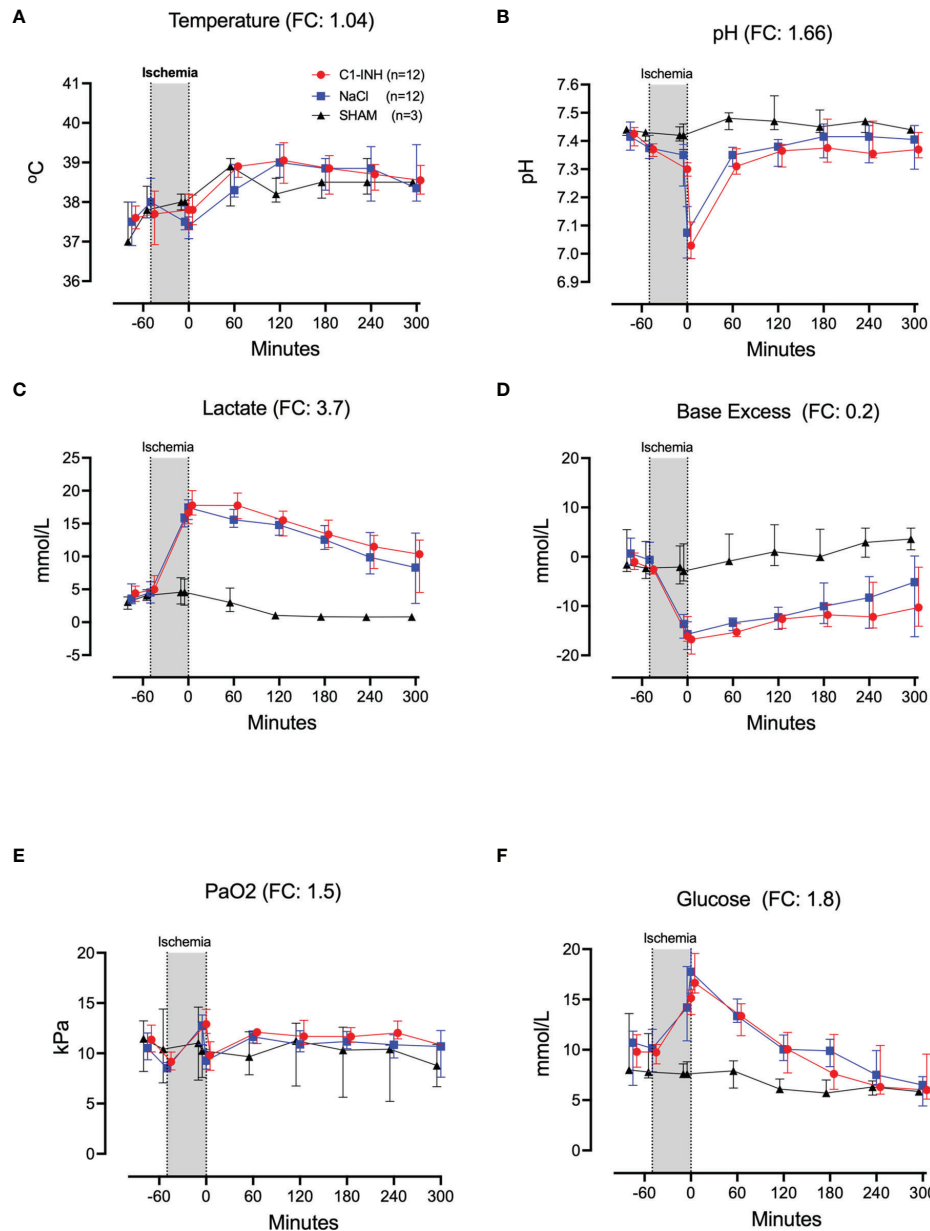 A
Temperature (FC: 1.04)
Ischemia
C1-INH (n=12)
NaCl (n=12)
SHAM (n=3)
41
40
39
38
37
36
ºC
-60 0 60 120 180 240 300
Minutes
B
pH (FC: 1.66)
Ischemia
7.6
7.5
7.4
7.3
7.2
7.1
7.0
6.9
pH
-60 0 60 120 180 240 300
Minutes
C
Lactate (FC: 3.7)
Ischemia
25
20
15
10
5
0
-5
mmol/L
-60 0 60 120 180 240 300
Minutes
D
Base Excess (FC: 0.2)
Ischemia
20
10
0
-10
-20
mmol/L
-60 0 60 120 180 240 300
Minutes
E
PaO2 (FC: 1.5)
Ischemia
20
15
10
5
0
kPa
-60 0 60 120 180 240 300
Minutes
F
Glucose (FC: 1.8)
Ischemia
20
15
10
5
0
mmol/L
-60 0 60 120 180 240 300
Minutes